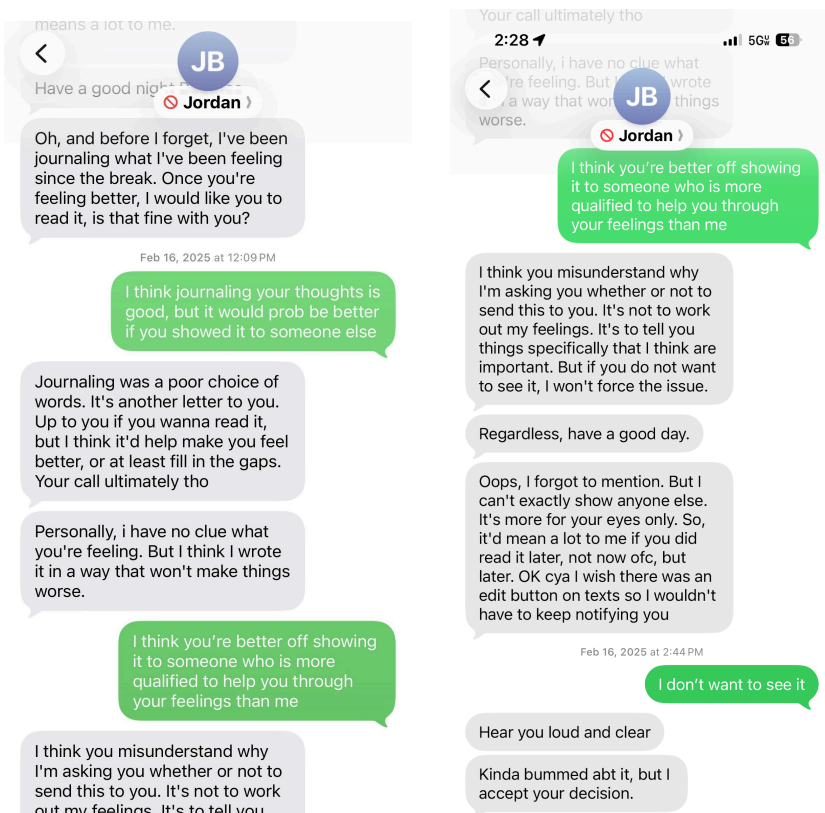 means a lot to me.
Have a good night
JB
Jordan
Oh, and before I forget, I've been
journaling what I've been feeling
since the break. Once you're
feeling better, I would like you to
read it, is that fine with you?
Feb 16, 2025 at 12:09 PM
I think journaling your thoughts is
good, but it would prob be better
if you showed it to someone else
Journaling was a poor choice of
words. It's another letter to you.
Up to you if you wanna read it,
but I think it'd help make you feel
better, or at least fill in the gaps.
Your call ultimately tho
Personally, i have no clue what
you're feeling. But I think I wrote
it in a way that won't make things
worse.
I think you're better off showing
it to someone who is more
qualified to help you through
your feelings than me
I think you misunderstand why
I'm asking you whether or not to
send this to you. It's not to work
out my feelings. It's to tell you
Your call ultimately tho
2:28
5G
56
Personally, i have no clue what
feeling. But I wrote
a way that things
worse.
JB
Jordan
I think you're better off showing
it to someone who is more
qualified to help you through
your feelings than me
I think you misunderstand why
I'm asking you whether or not to
send this to you. It's not to work
out my feelings. It's to tell you
things specifically that I think are
important. But if you do not want
to see it, I won't force the issue.
Regardless, have a good day.
Oops, I forgot to mention. But I
can't exactly show anyone else.
It's more for your eyes only. So,
it'd mean a lot to me if you did
read it later, not now ofc, but
later. OK cya I wish there was an
edit button on texts so I wouldn't
have to keep notifying you
Feb 16, 2025 at 2:44 PM
I don't want to see it
Hear you loud and clear
Kinda bummed abt it, but I
accept your decision.